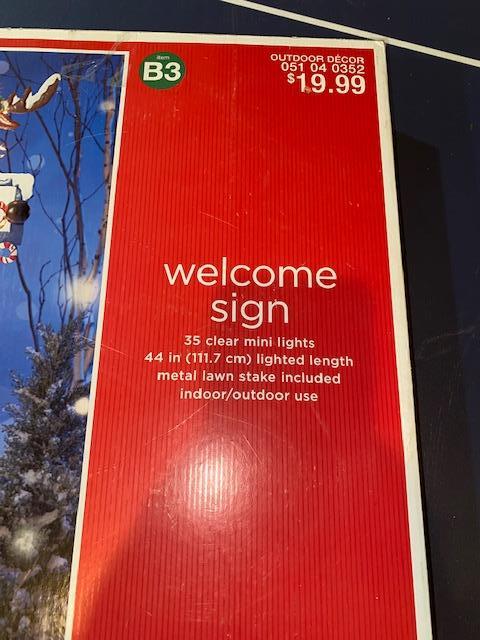 item
B3
OUTDOOR DÉCOR
051 04 0352
$19.99
welcome
sign
35 clear mini lights
44 in (111.7 cm) lighted length
metal lawn stake included
indoor/outdoor use